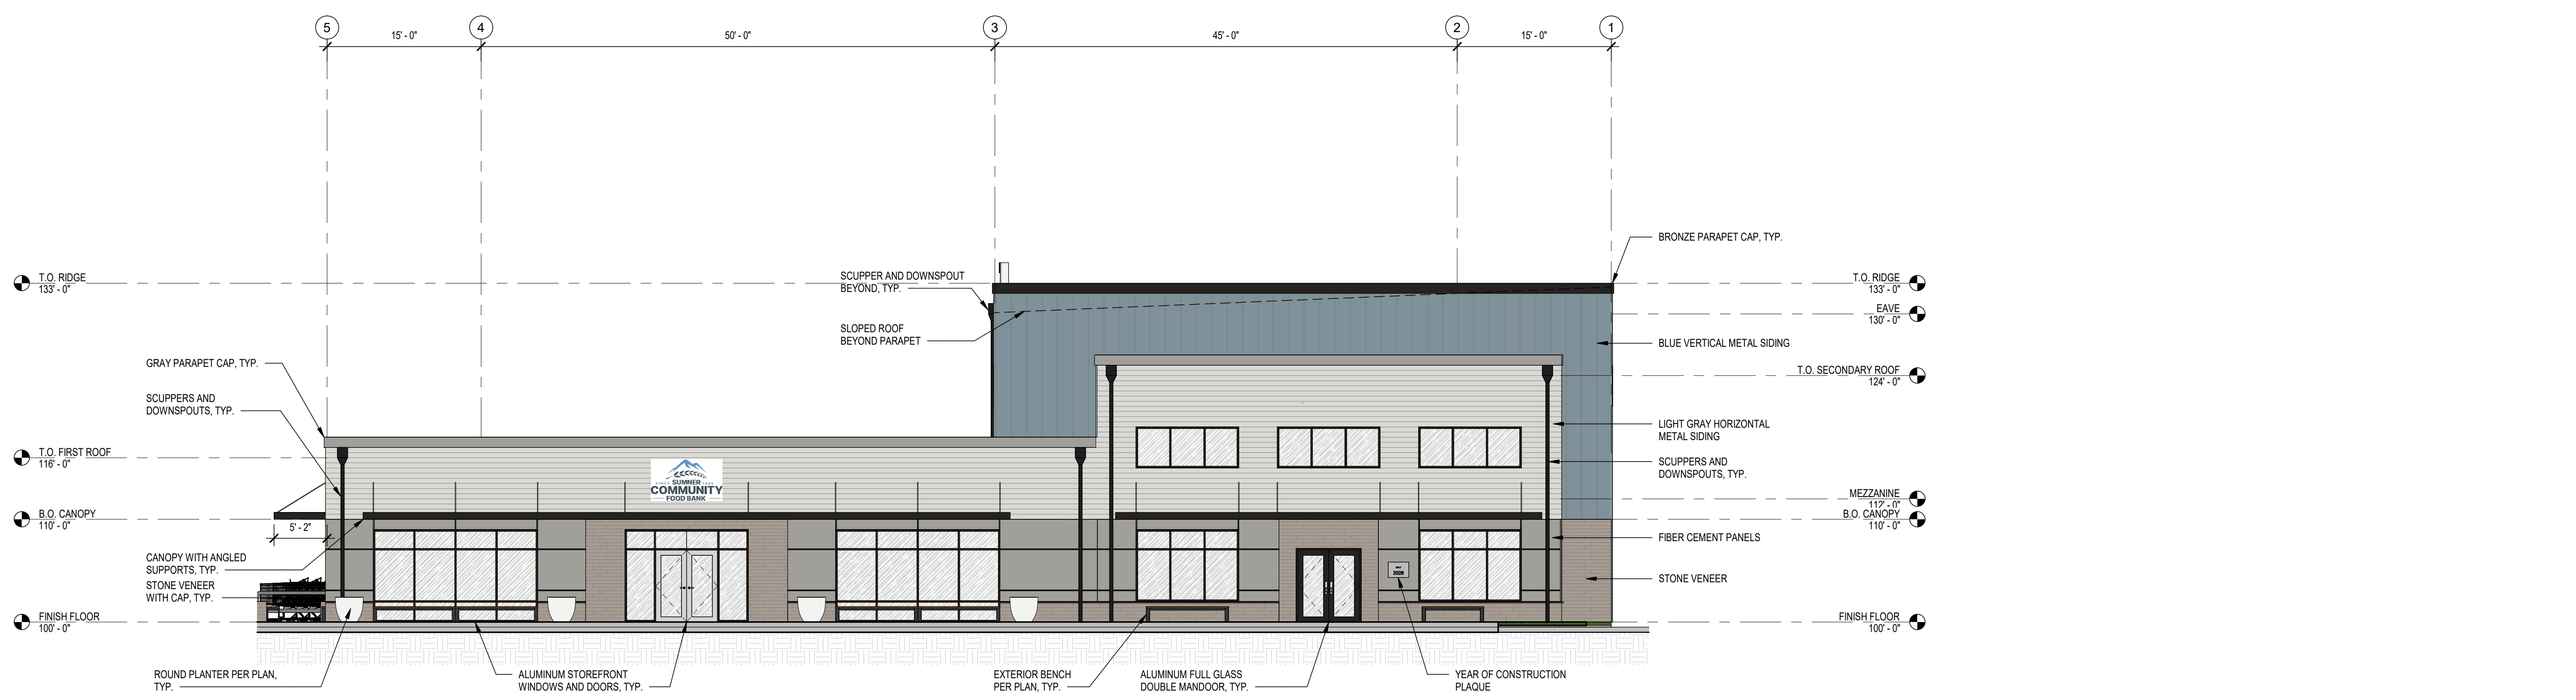 5 4 3 2 1
15' - 0" 50' - 0" 45' - 0" 15' - 0"
BRONZE PARAPET CAP, TYP.
SCUPPER AND DOWNSPOUT
BEYOND, TYP.
T.O. RIDGE
133' - 0"
T.O. RIDGE
133' - 0"
EAVE
130' - 0"
SLOPED ROOF
BEYOND PARAPET
BLUE VERTICAL METAL SIDING
GRAY PARAPET CAP, TYP.
T.O. SECONDARY ROOF
124' - 0"
SCUPPERS AND
DOWNSPOUTS, TYP.
LIGHT GRAY HORIZONTAL
METAL SIDING
T.O. FIRST ROOF
116' - 0"
SCUPPERS AND
DOWNSPOUTS, TYP.
SINCE SUMNER
COMMUNITY
FOOD BANK
MEZZANINE
112' - 0"
B.O. CANOPY
110' - 0"
B.O. CANOPY
110' - 0"
5' - 2"
FIBER CEMENT PANELS
CANOPY WITH ANGLED
SUPPORTS, TYP.
2026
STONE VENEER
STONE VENEER
WITH CAP, TYP.
FINISH FLOOR
100' - 0"
FINISH FLOOR
100' - 0"
ROUND PLANTER PER PLAN,
TYP.
ALUMINUM STOREFRONT
WINDOWS AND DOORS, TYP.
EXTERIOR BENCH
PER PLAN, TYP.
ALUMINUM FULL GLASS
DOUBLE MANDOOR, TYP.
YEAR OF CONSTRUCTION
PLAQUE